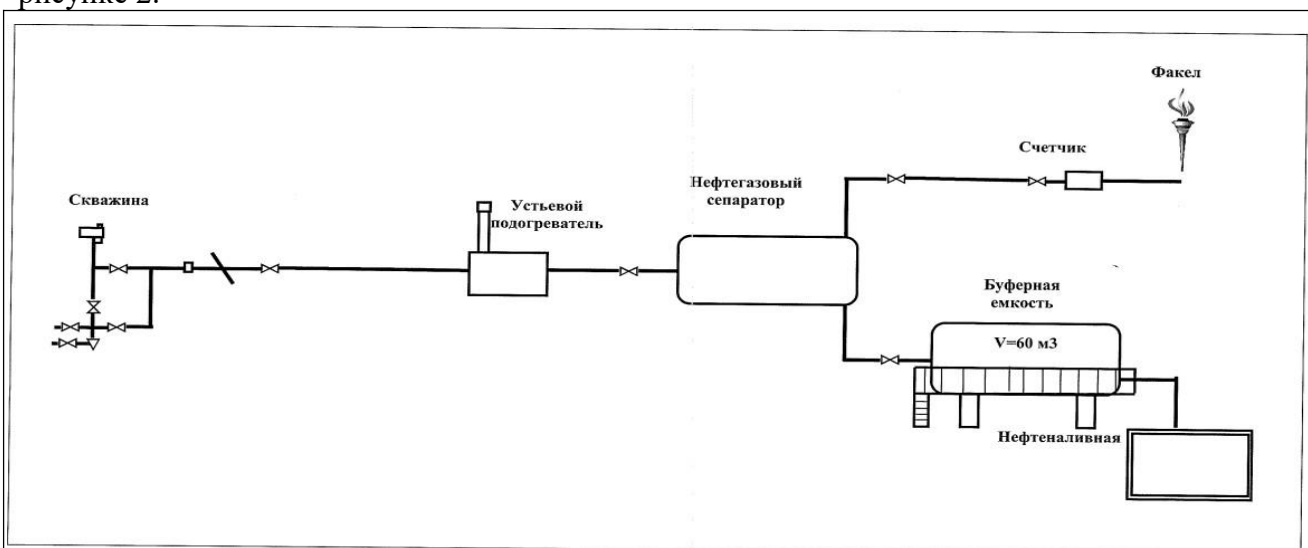 рисунке 2.
Факел
Счетчик
Нефтегазовый
сепаратор
Скважина
Устьевой
подогреватель
Буферная
емкость
V=60 м3
Нефтеналивная